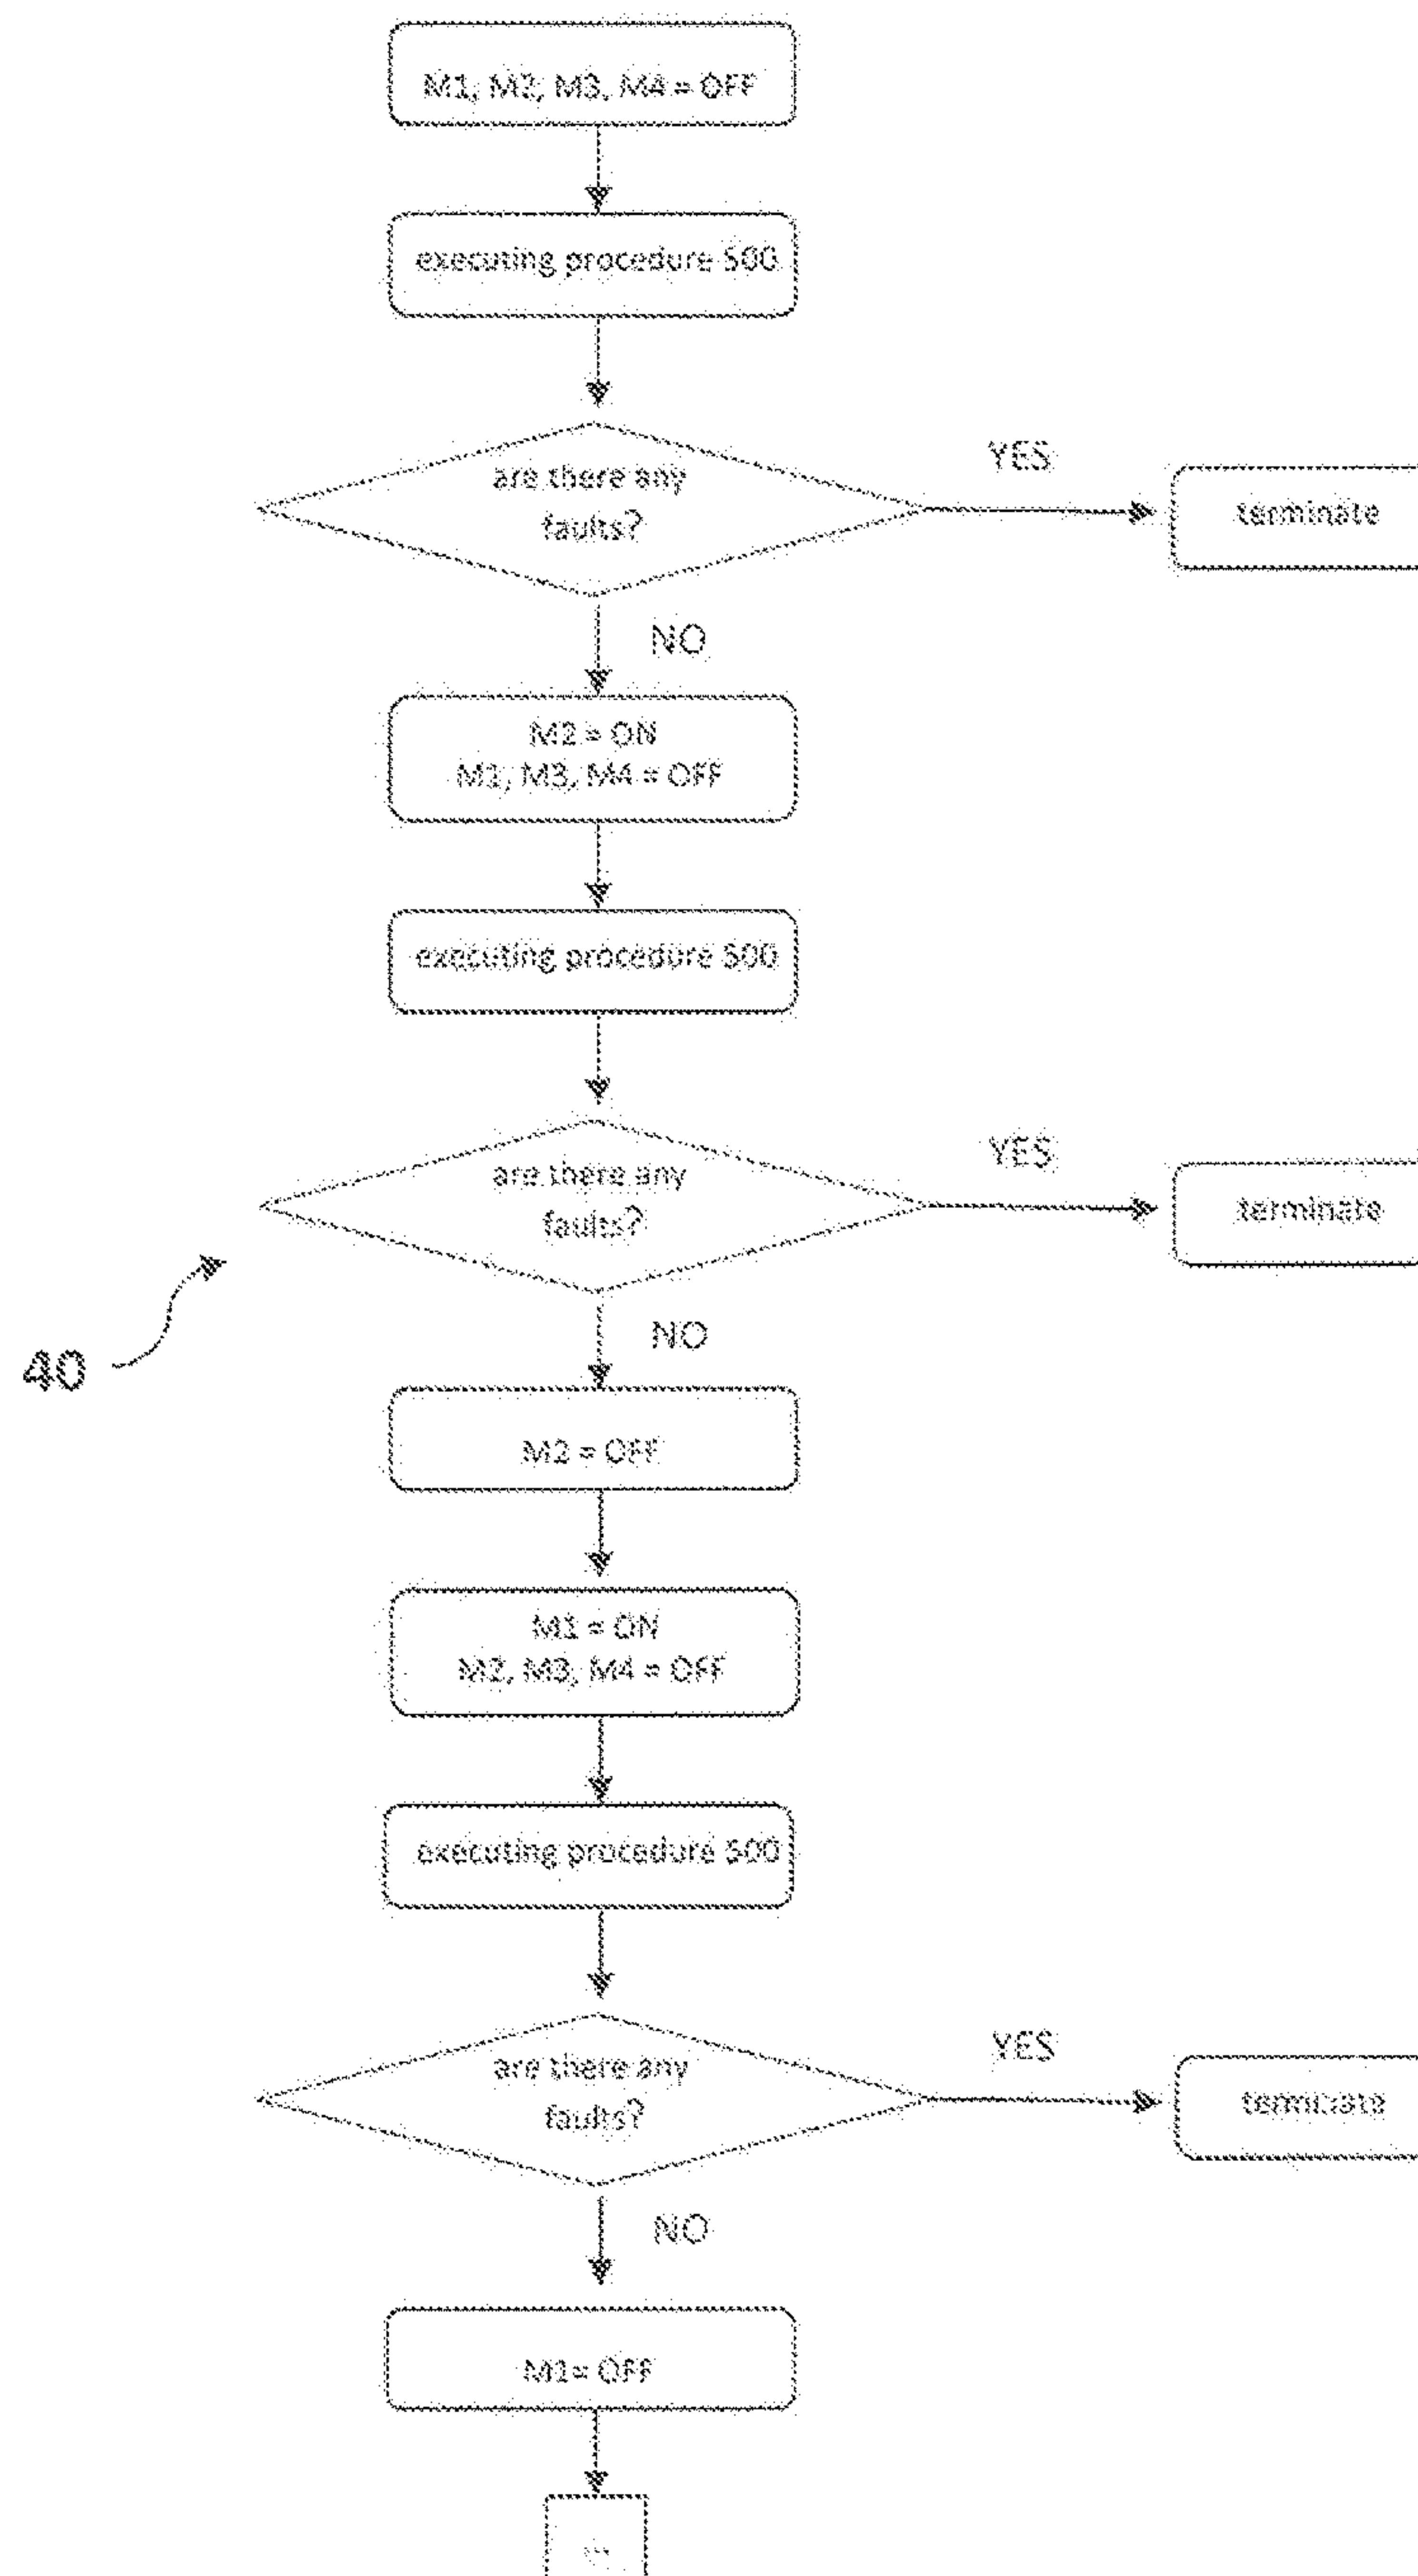 M1, M2, M3, M4 = OFF
executing procedure 500
are there any
faults?
YES
terminate
NO
M2 = ON
M1, M3, M4 = OFF
executing procedure 500
are there any
faults?
YES
terminate
40
NO
M2 = OFF
M1 = ON
M2, M3, M4 = OFF
executing procedure 500
are there any
faults?
YES
terminate
NO
M1= OFF